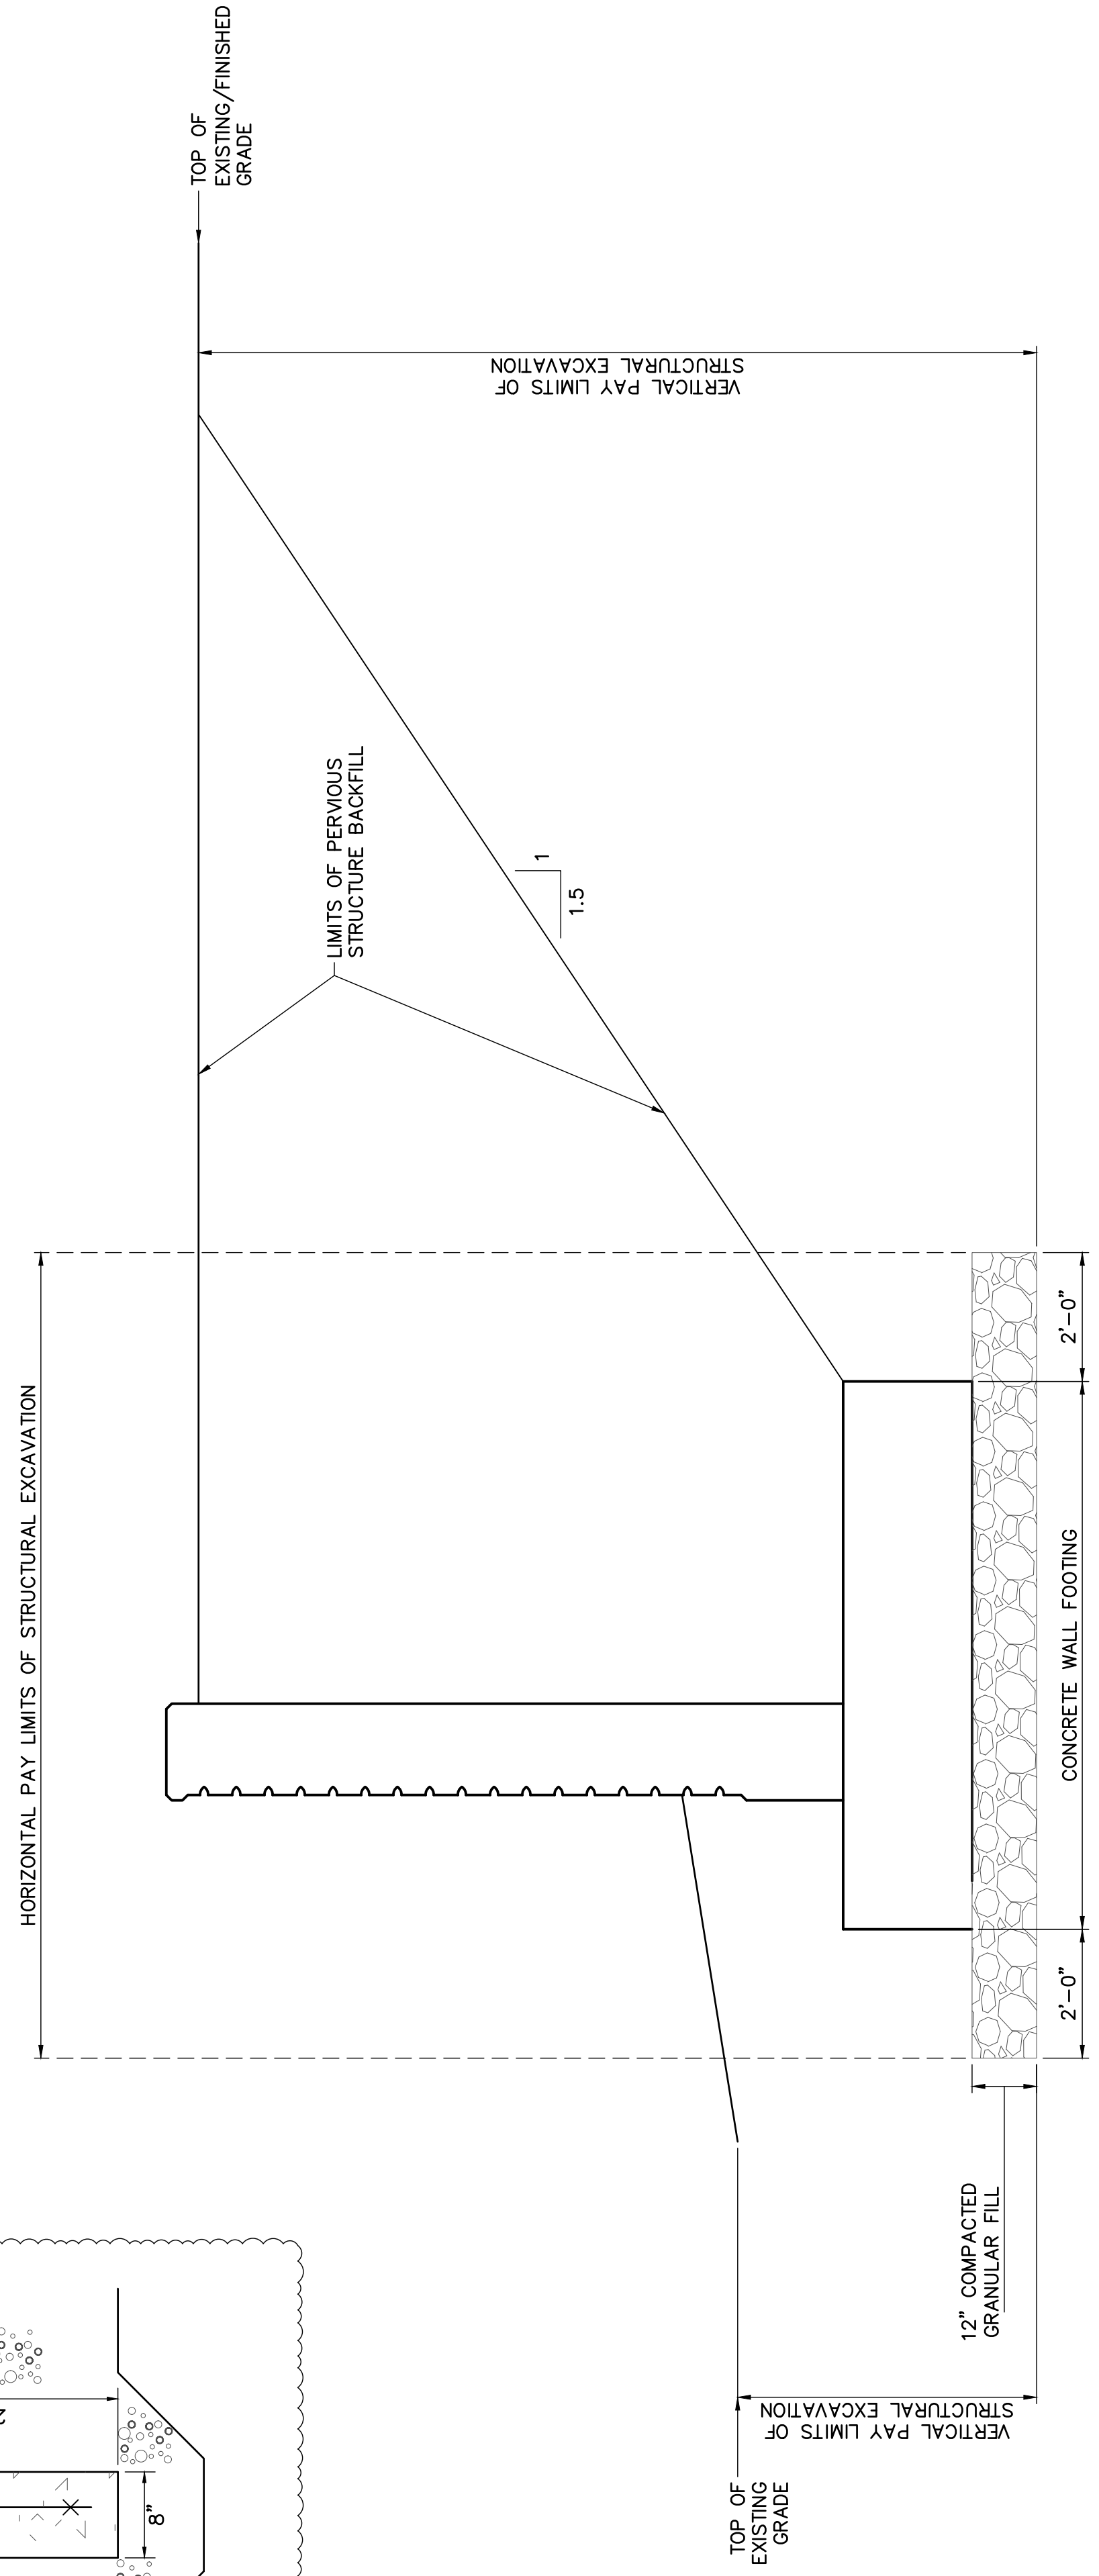 HORIZONTAL PAY LIMITS OF STRUCTURAL EXCAVATION
TOP OF
EXISTING/FINISHED
GRADE
LIMITS OF PERVIOUS
STRUCTURE BACKFILL
1
1.5
VERTICAL PAY LIMITS OF
STRUCTURAL EXCAVATION
TOP OF
EXISTING
GRADE
VERTICAL PAY LIMITS OF
STRUCTURAL EXCAVATION
12" COMPACTED
GRANULAR FILL
2'-0"
CONCRETE WALL FOOTING
2'-0"
8"